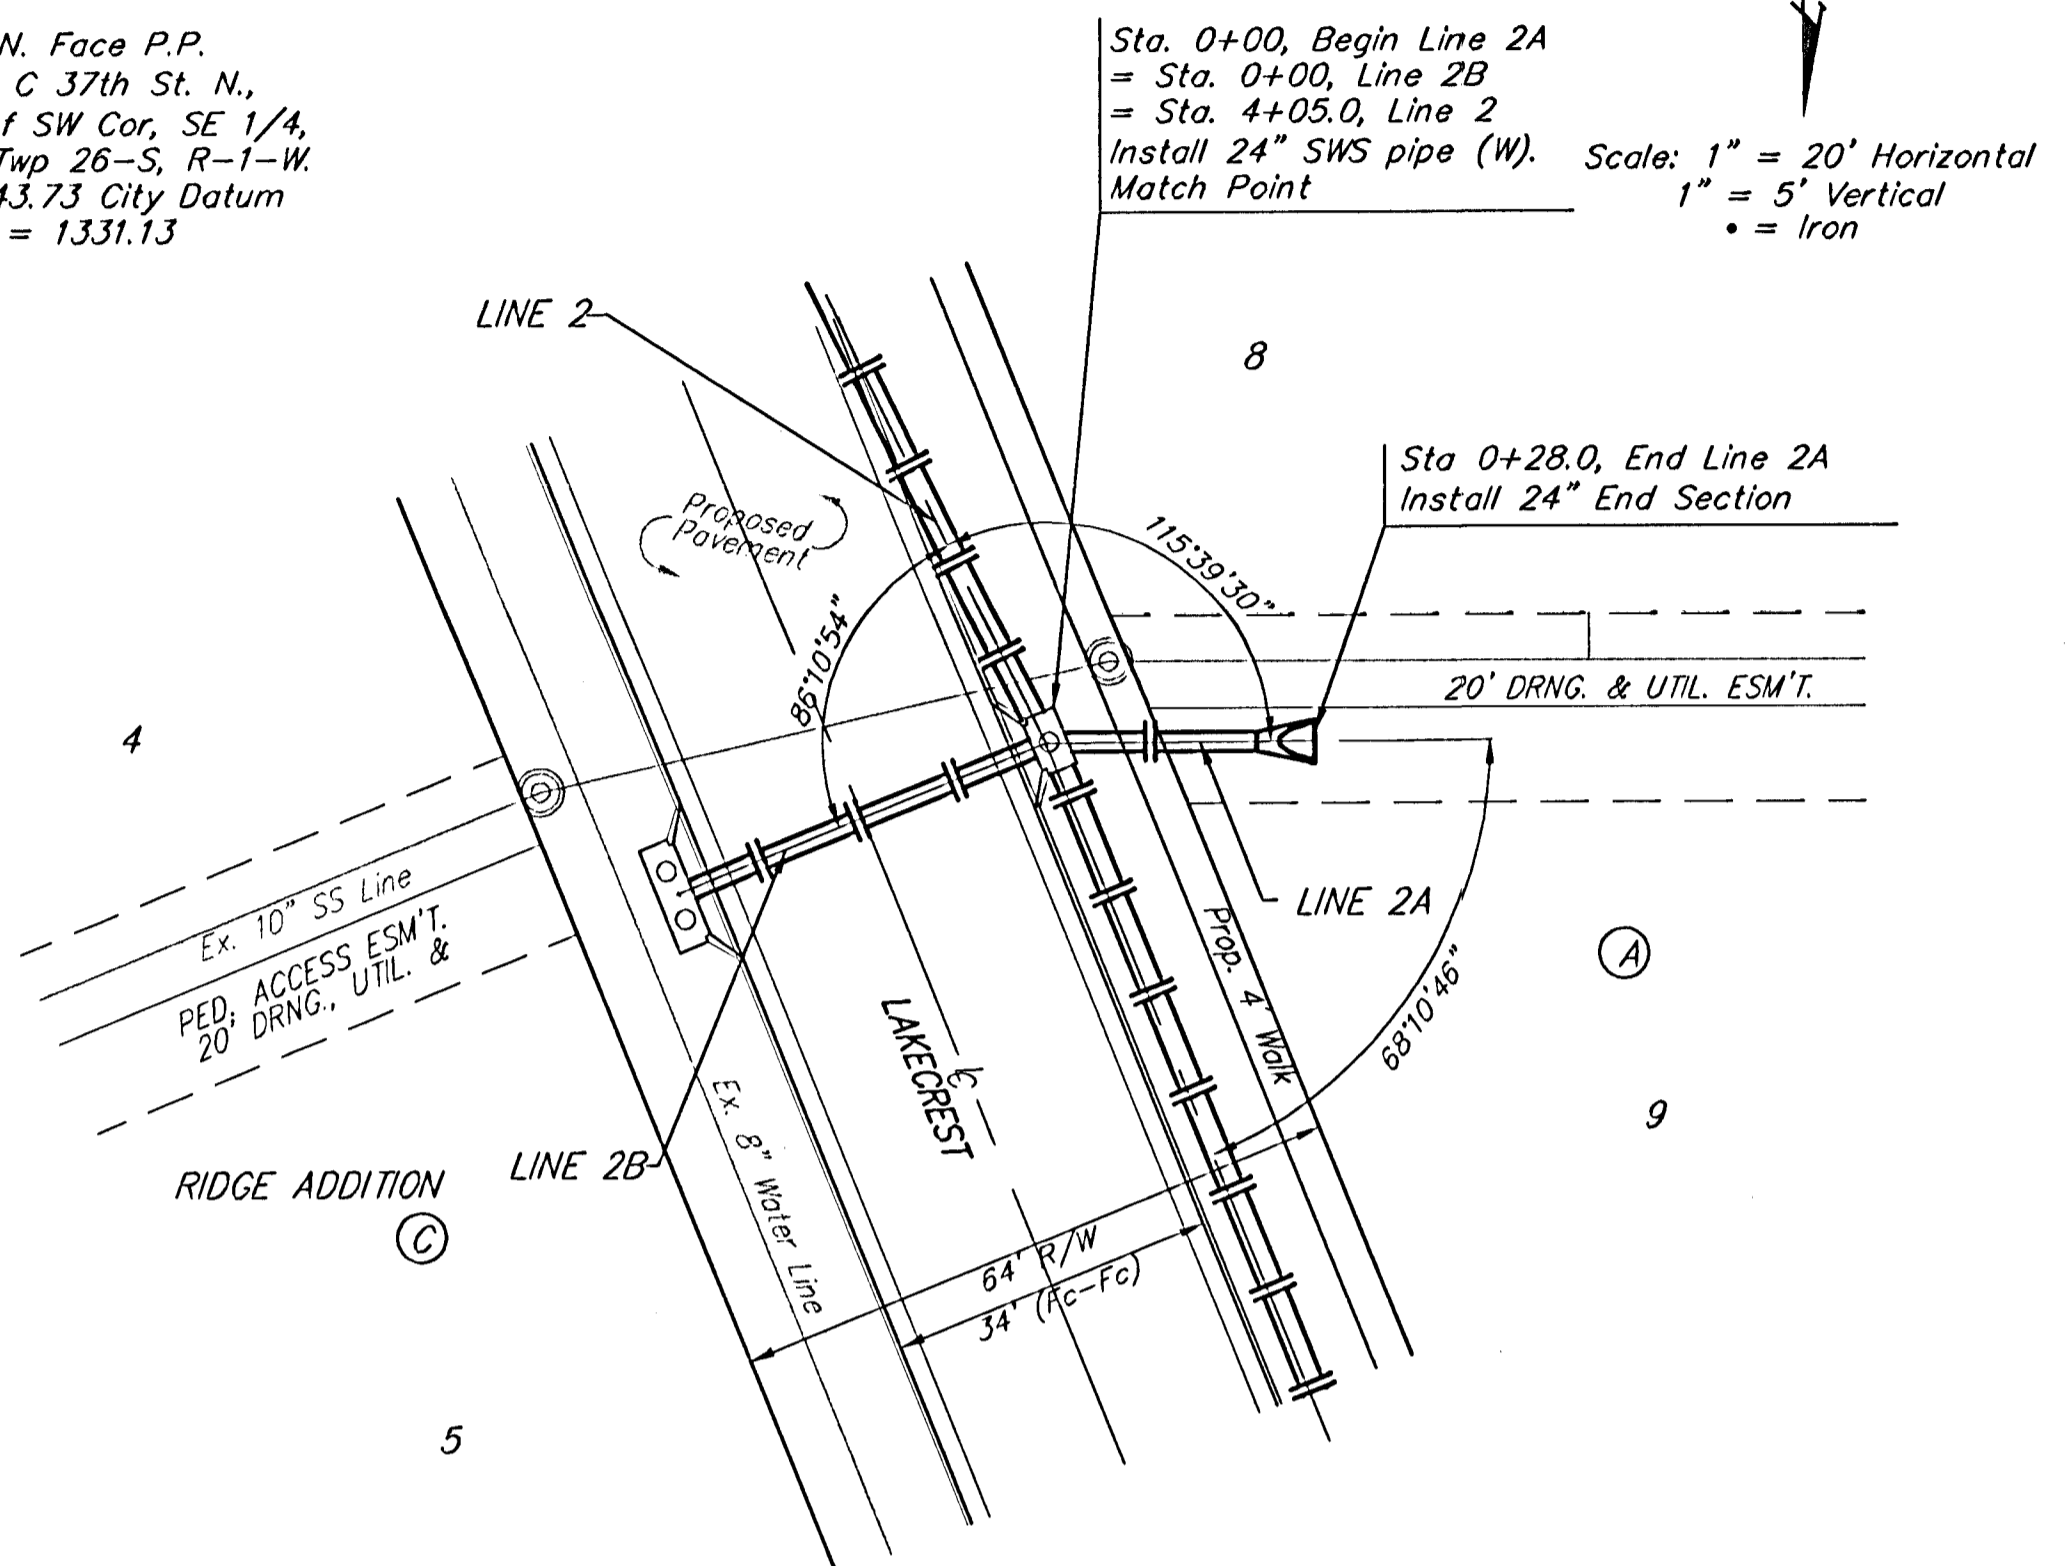 N. Face P.P.
C 37th St. N.,
f SW Cor, SE 1/4,
Twp 26-S, R-1-W.
43.73 City Datum
= 1331.13
Sta. 0+00, Begin Line 2A
= Sta. 0+00, Line 2B
= Sta. 4+05.0, Line 2
Install 24" SWS pipe (W).
Match Point
Scale: 1" = 20' Horizontal
1" = 5' Vertical
• = Iron
LINE 2
8
Sta 0+28.0, End Line 2A
Install 24" End Section
Proposed
Pavement
115°39'30"
86°10'54"
20' DRNG. & UTIL. ESM'T.
4
Ex. 10" SS Line
PED. ACCESS ESM'T.
20' DRNG., UTIL. &
LINE 2A
A
Prop. 4' Walk
68°10'46"
LAKECREST
℄
Ex. 8" Water Line
9
RIDGE ADDITION
C
LINE 2B
64' R/W
34' (Fc-Fc)
5